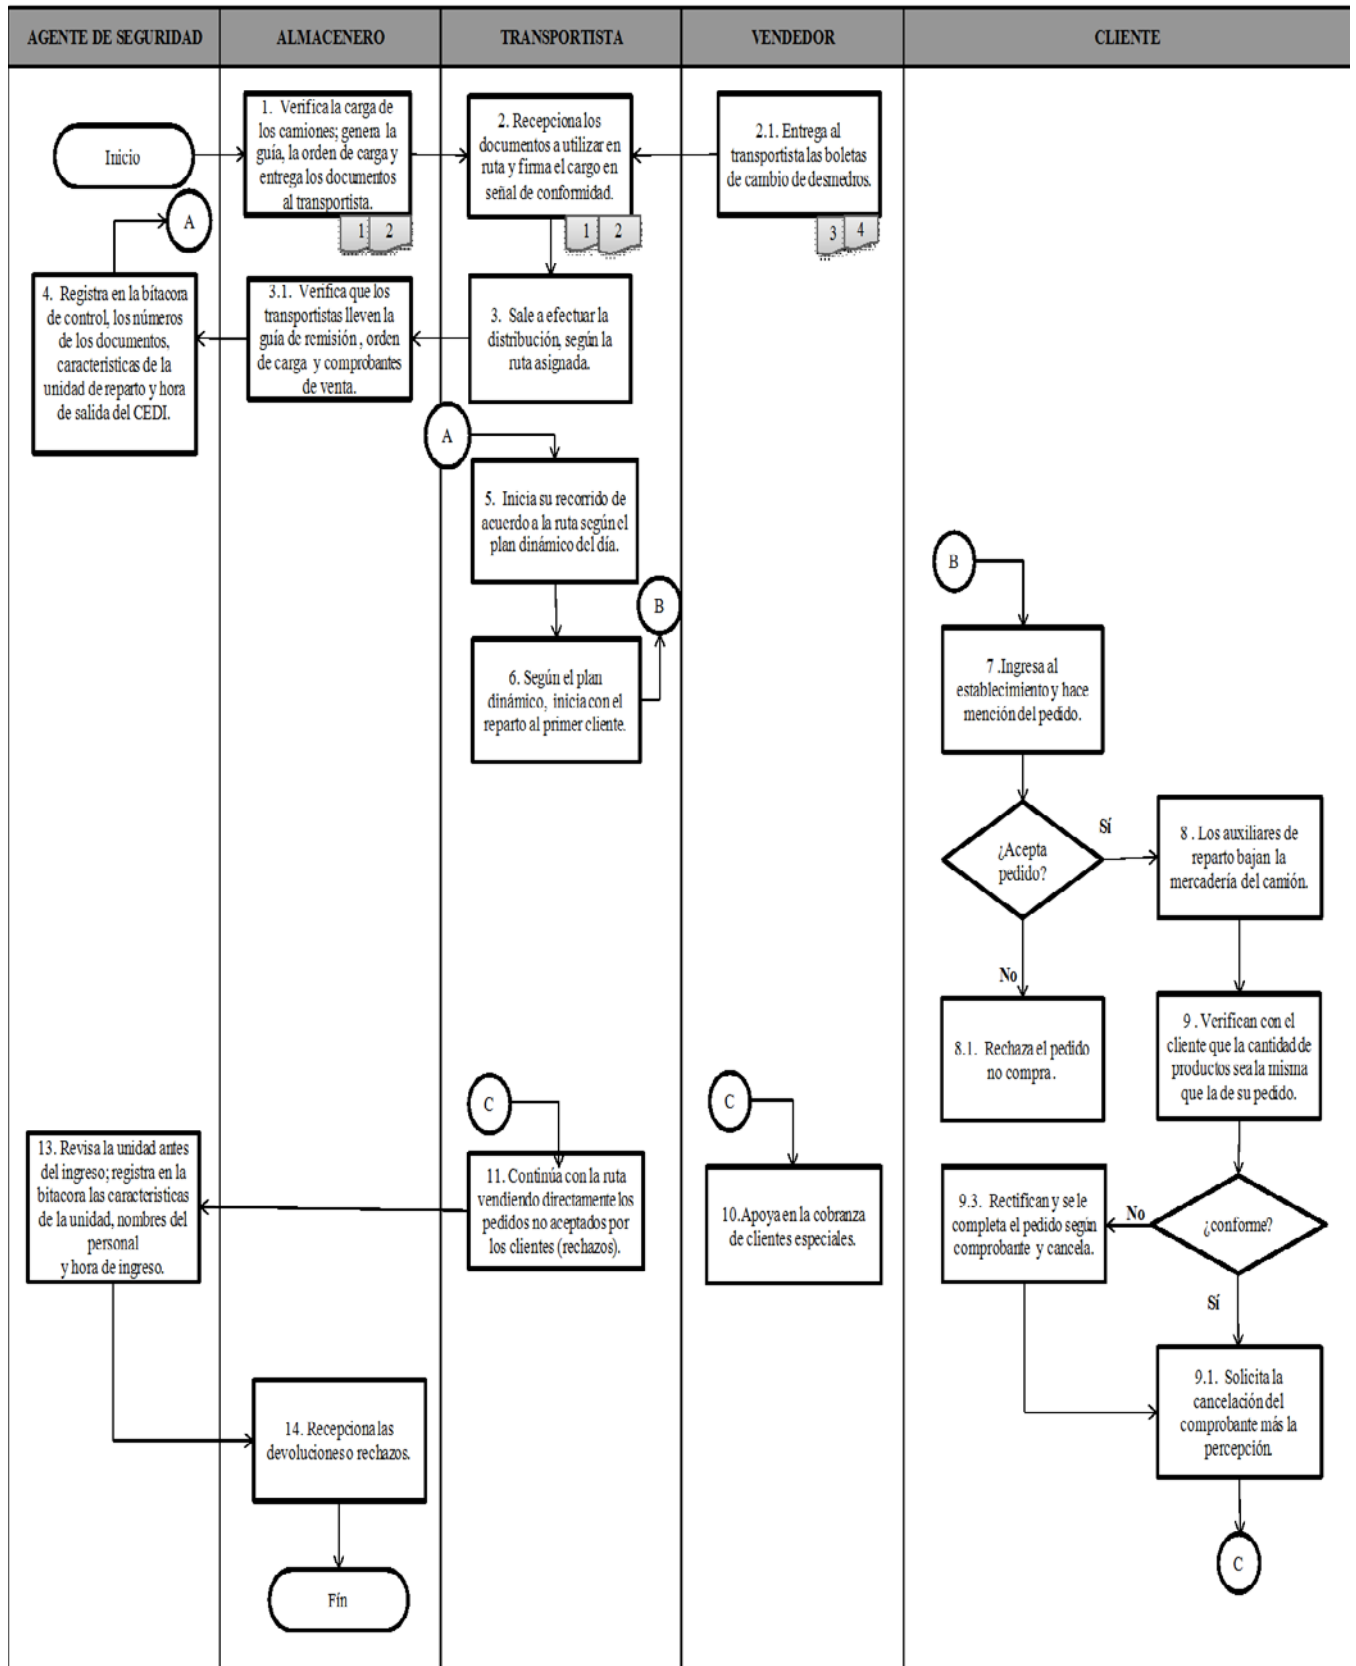 AGENTE DE SEGURIDAD
ALMACENERO
TRANSPORTISTA
VENDEDOR
CLIENTE
Inicio
1. Verifica la carga de
los camiones; genera la
guía, la orden de carga y
entrega los documentos
al transportista.
1 2
2. Recepciona los
documentos a utilizar en
ruta y firma el cargo en
señal de conformidad.
1 2
2.1. Entrega al
transportista las boletas
de cambio de desmedros.
3 4
A
4. Registra en la bítacora
de control, los números
de los documentos,
características de la
unidad de reparto y hora
de salida del CEDI.
3.1. Verifica que los
transportistas lleven la
guía de remisión , orden
de carga y comprobantes
de venta.
3. Sale a efectuar la
distribución, según la
ruta asignada.
A
5. Inicia su recorrido de
acuerdo a la ruta según el
plan dinámico del día.
B
6. Según el plan
dinámico, inicia con el
reparto al primer cliente.
B
7 .Ingresa al
establecimiento y hace
mención del pedido.
¿Acepta
pedido?
Sí
8 . Los auxiliares de
reparto bajan la
mercadería del camión.
No
8.1. Rechaza el pedido
no compra .
9 . Verifican con el
cliente que la cantidad de
productos sea la misma
que la de su pedido.
C
C
13. Revisa la unidad antes
del ingreso; registra en la
bitacora las caracteristicas
de la unidad, nombres del
personal
y hora de ingreso.
11. Continúa con la ruta
vendiendo directamente los
pedidos no aceptados por
los clientes (rechazos).
10.Apoya en la cobranza
de clientes especiales.
9.3. Rectifican y se le
completa el pedido según
comprobante y cancela.
No
¿conforme?
Sí
9.1. Solicita la
cancelación del
comprobante más la
percepción.
14. Recepciona las
devoluciones o rechazos.
C
Fín